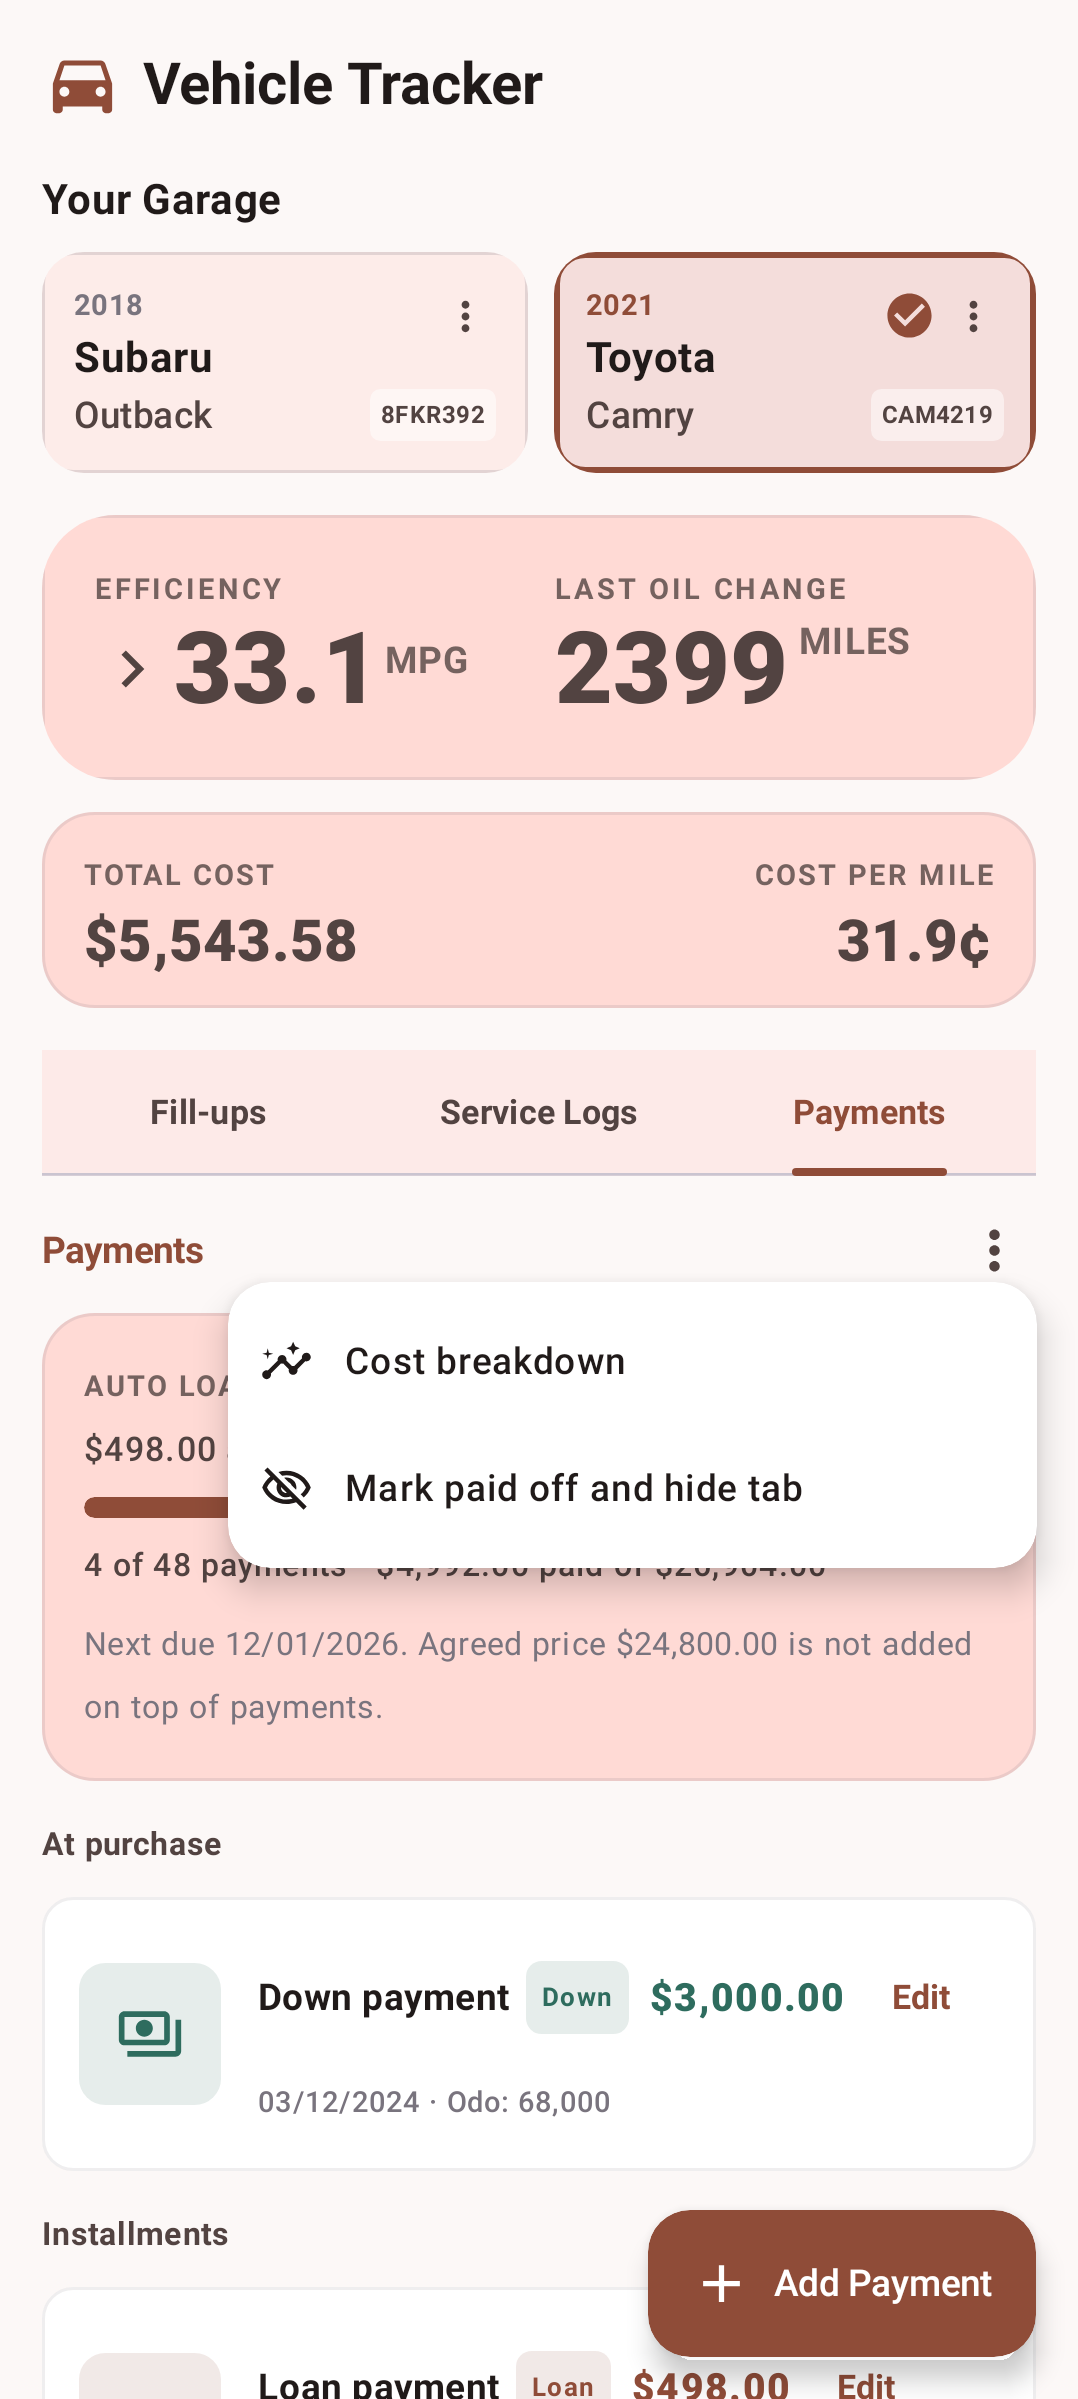 Vehicle Tracker
Your Garage
2018
Subaru
Outback
8FKR392
2021
Toyota
Camry
CAM4219
EFFICIENCY
33.1 MPG
LAST OIL CHANGE
2399 MILES
TOTAL COST
$5,543.58
COST PER MILE
31.9¢
Fill-ups
Service Logs
Payments
Payments
Cost breakdown
Mark paid off and hide tab
AUTO
$498.00
4 of 48 payments
paid of
Next due 12/01/2026. Agreed price $24,800.00 is not added
on top of payments.
At purchase
Down payment
Down
$3,000.00
Edit
03/12/2024 · Odo: 68,000
Installments
Add Payment
Loan payment
Loan
$498.00
Edit